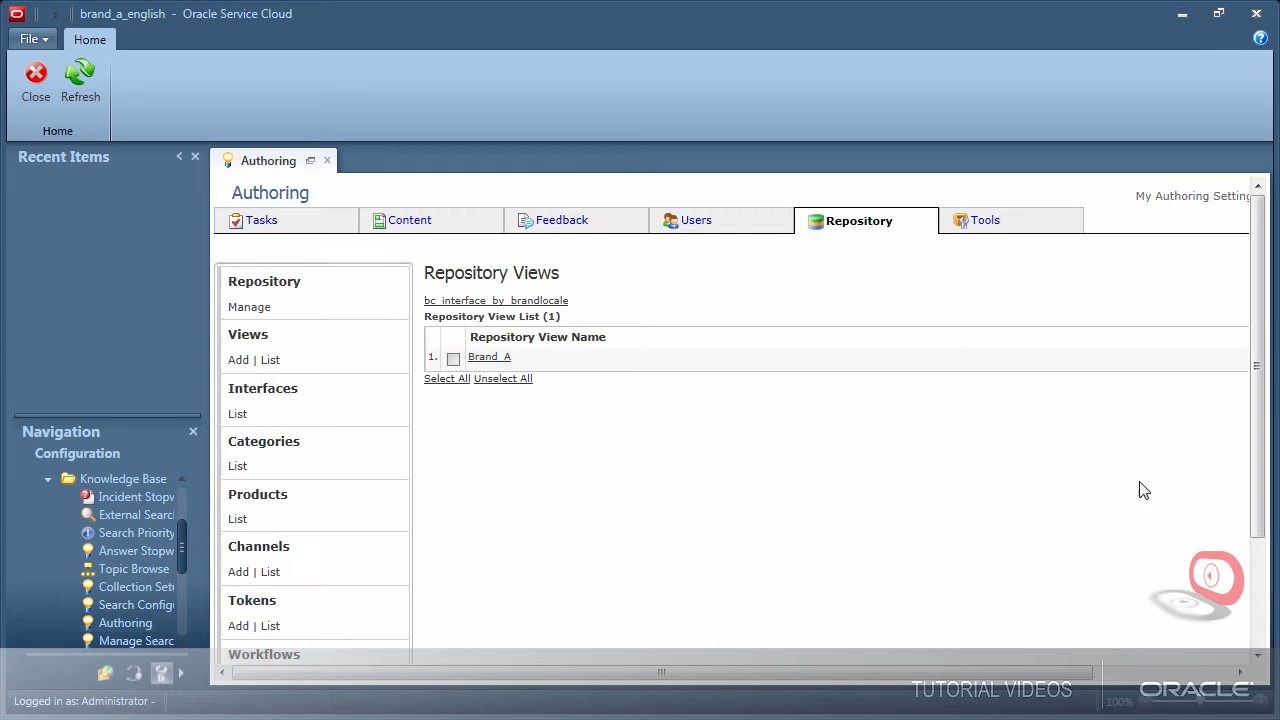 brand_a_english - Oracle Service Cloud
File
Home
Close
Refresh
Home
Recent Items
Navigation
Configuration
Knowledge Base
Incident Stopw
External Searc
Search Priority
Answer Stopw
Topic Browse
Collection Setu
Search Configu
Authoring
Manage Searc
Authoring
Authoring
My Authoring Setting
Tasks
Content
Feedback
Users
Repository
Tools
Repository
Manage
Views
Add | List
Interfaces
List
Categories
List
Products
List
Channels
Add | List
Tokens
Add | List
Workflows
Repository Views
bc_interface_by_brandlocale
Repository View List (1)
Repository View Name
1. Brand_A
Select All Unselect All
Logged in as: Administrator -
TUTORIAL VIDEOS
ORACLE
100%